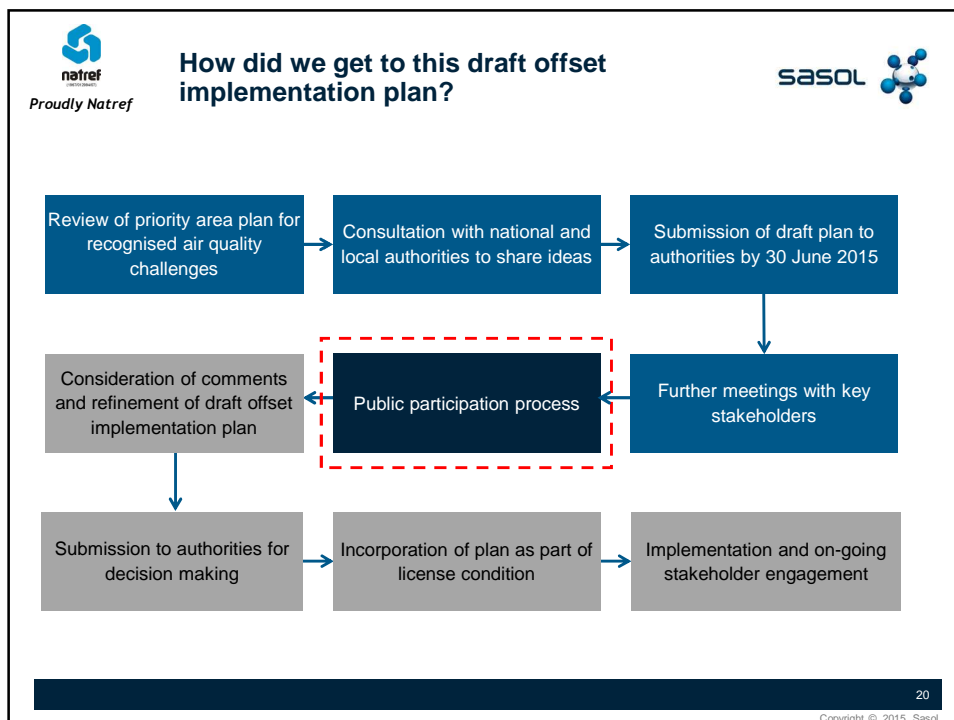 natref
Proudly Natref
How did we get to this draft offset
implementation plan?
sasol
Review of priority area plan for
recognised air quality
challenges
Consultation with national and
local authorities to share ideas
Submission of draft plan to
authorities by 30 June 2015
Consideration of comments
and refinement of draft offset
implementation plan
Public participation process
Further meetings with key
stakeholders
Submission to authorities for
decision making
Incorporation of plan as part of
license condition
Implementation and on-going
stakeholder engagement
20
Copyright © 2015 Sasol